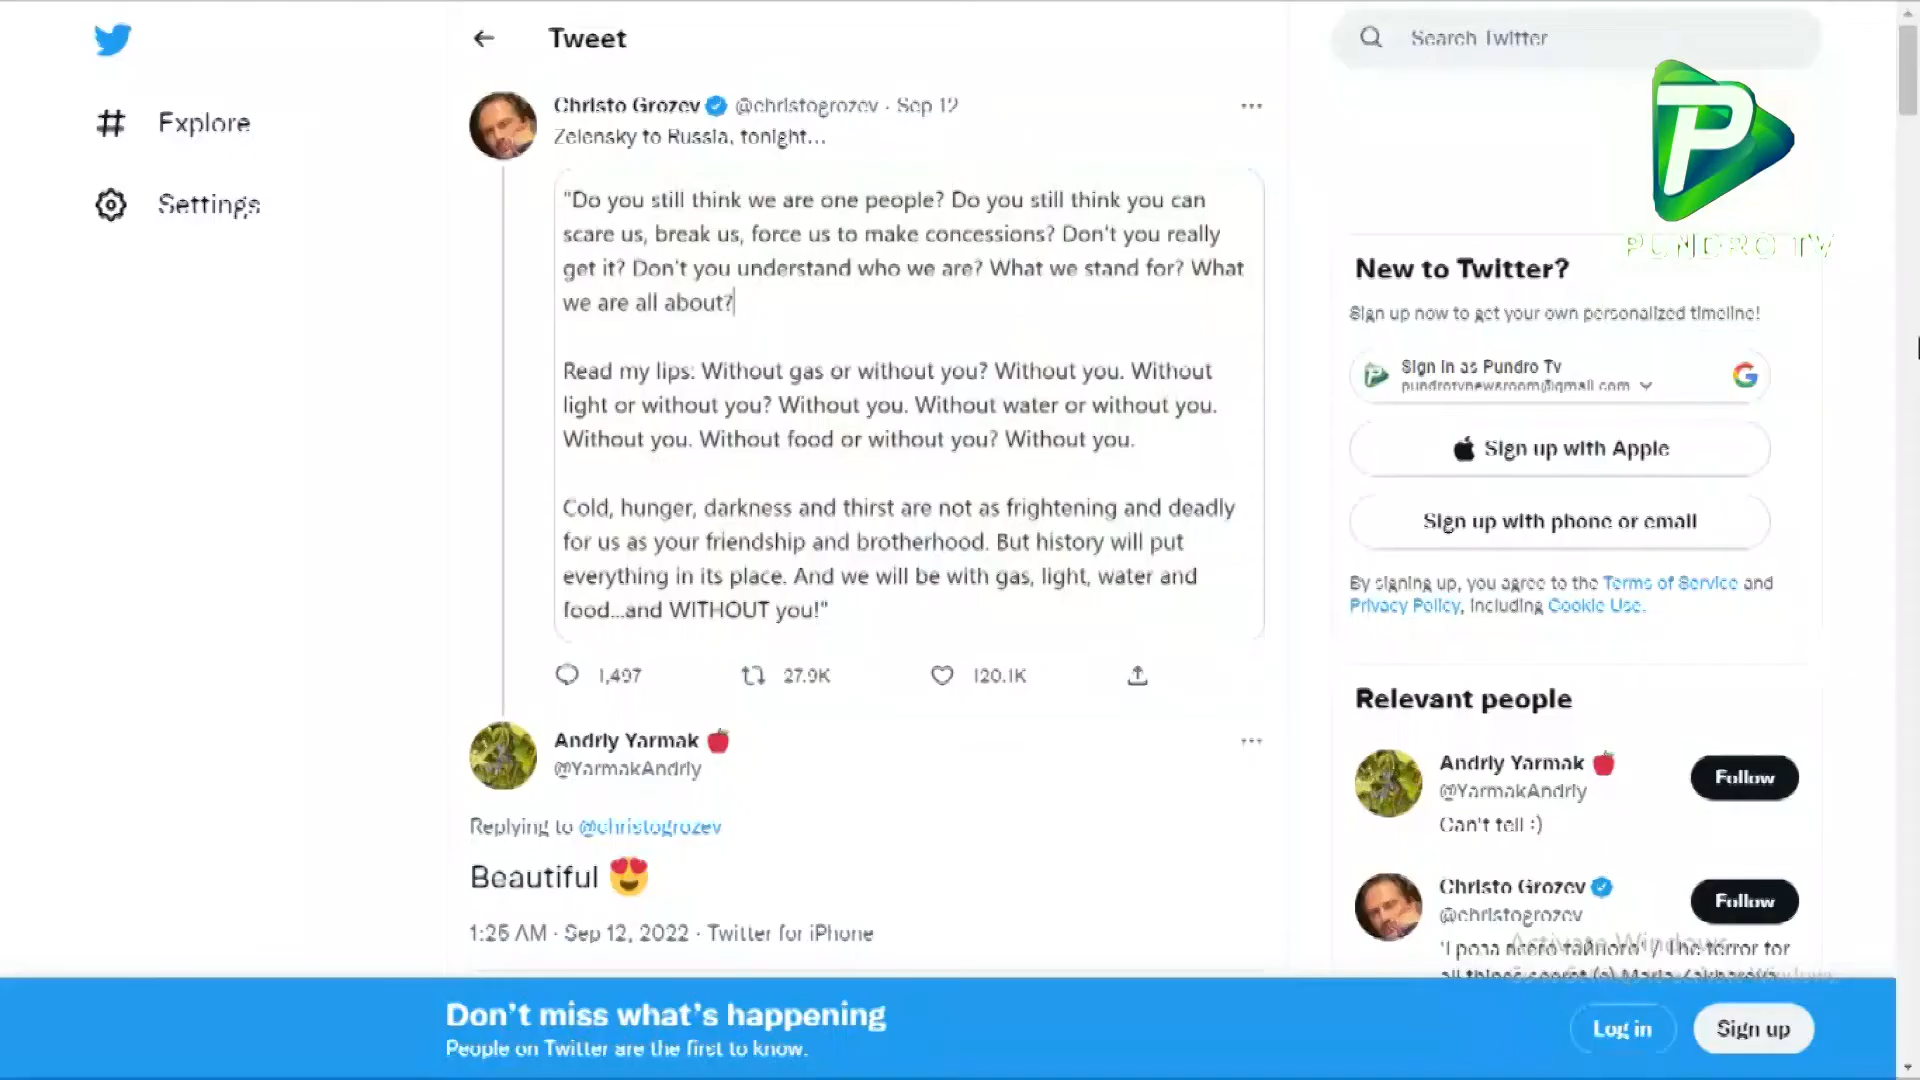 Tweet
Search Twitter
Explore
Settings
Christo Grozev @christogrozev · Sep 12
Zelensky to Russia, tonight...
"Do you still think we are one people? Do you still think you can
scare us, break us, force us to make concessions? Don't you really
get it? Don't you understand who we are? What we stand for? What
we are all about?
Read my lips: Without gas or without you? Without you. Without
light or without you? Without you. Without water or without you.
Without you. Without food or without you? Without you.
Cold, hunger, darkness and thirst are not as frightening and deadly
for us as your friendship and brotherhood. But history will put
everything in its place. And we will be with gas, light, water and
food...and WITHOUT you!"
1,497 27.9K 120.1K
Andriy Yarmak
@YarmakAndriy
Replying to @christogrozev
Beautiful
1:25 AM · Sep 12, 2022 · Twitter for iPhone
PUNDRO TV
New to Twitter?
Sign up now to get your own personalized timeline!
Sign in as Pundro Tv
pundrotvnewsroom@gmail.com
Sign up with Apple
Sign up with phone or email
By signing up, you agree to the Terms of Service and
Privacy Policy, including Cookie Use.
Relevant people
Andriy Yarmak
@YarmakAndriy
Follow
Can't tell :)
Christo Grozev
@christogrozev
Follow
The terror for
Activate Windows
Don't miss what's happening
People on Twitter are the first to know.
Log in
Sign up